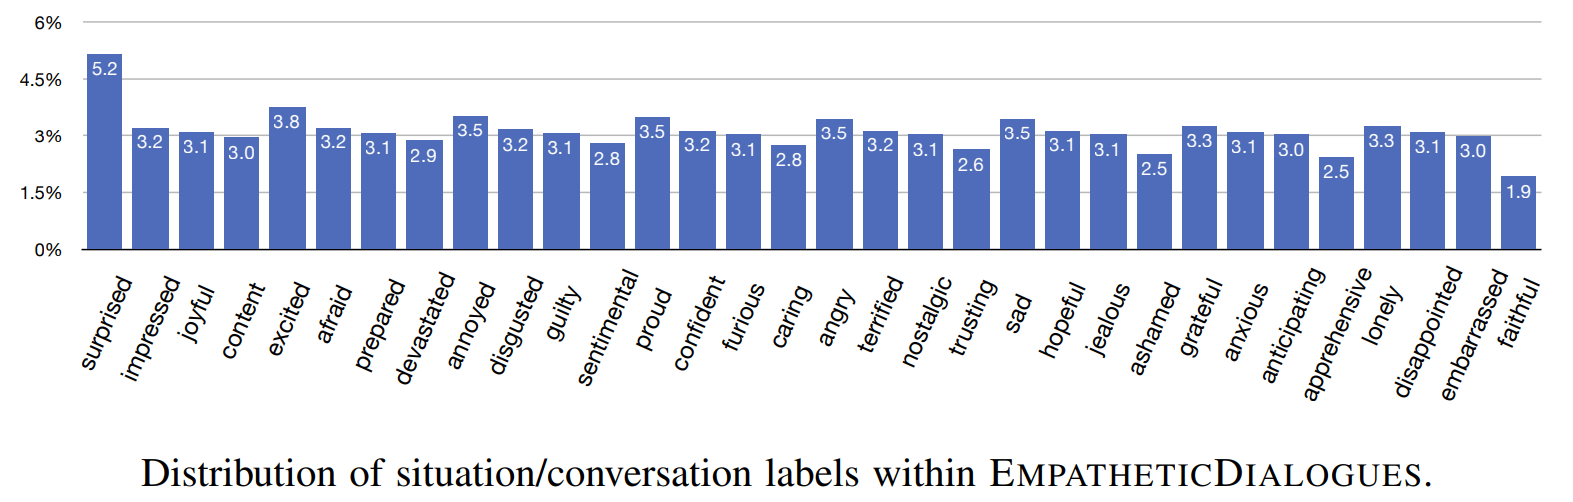 6%
4.5%
3%
1.5%
0%
5.2
3.2
3.1
3.0
3.8
3.2
3.1
2.9
3.5
3.2
3.1
2.8
3.5
3.2
3.1
2.8
3.5
3.2
3.1
2.6
3.5
3.1
3.1
2.5
3.3
3.1
3.0
2.5
3.3
3.1
3.0
1.9
surprised
impressed
joyful
content
excited
afraid
prepared
devastated
annoyed
disgusted
guilty
sentimental
proud
confident
furious
caring
angry
terrified
nostalgic
trusting
sad
hopeful
jealous
ashamed
grateful
anxious
anticipating
apprehensive
lonely
disappointed
embarrassed
faithful
Distribution of situation/conversation labels within EMPATHETICDIALOGUES.